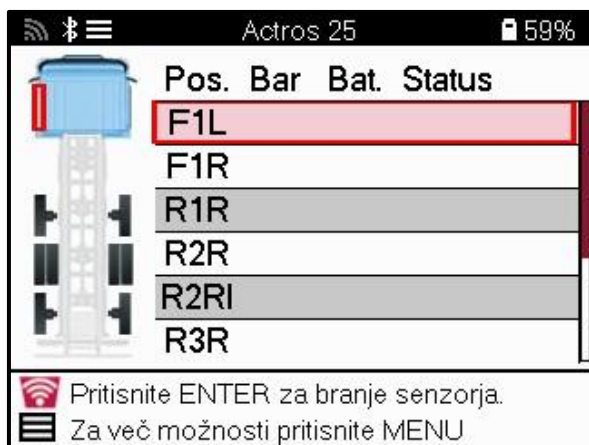 Actros 25 59%
Pos. Bar Bat. Status
F1L
F1R
R1R
R2R
R2RI
R3R
Pritisnite ENTER za branje senzorja.
Za več možnosti pritisnite MENU